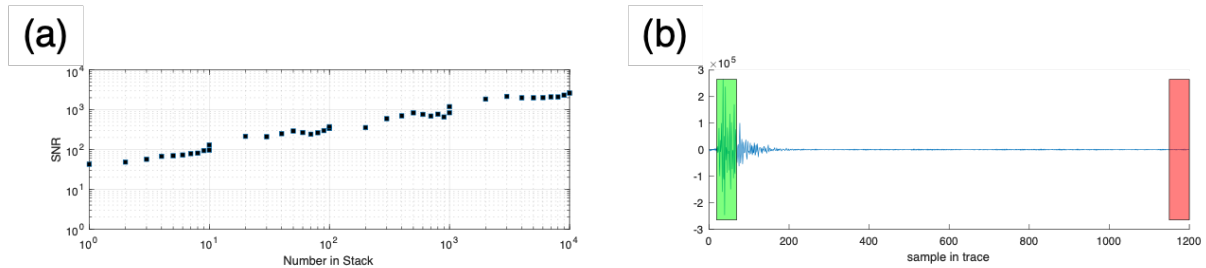 (a)
10^4
10^3
10^2
10^1
10^0
SNR
10^0 10^1 10^2 10^3 10^4
Number in Stack
(b)
× 10^5
3
2
1
0
-1
-2
-3
0 200 400 600 800 1000 1200
sample in trace